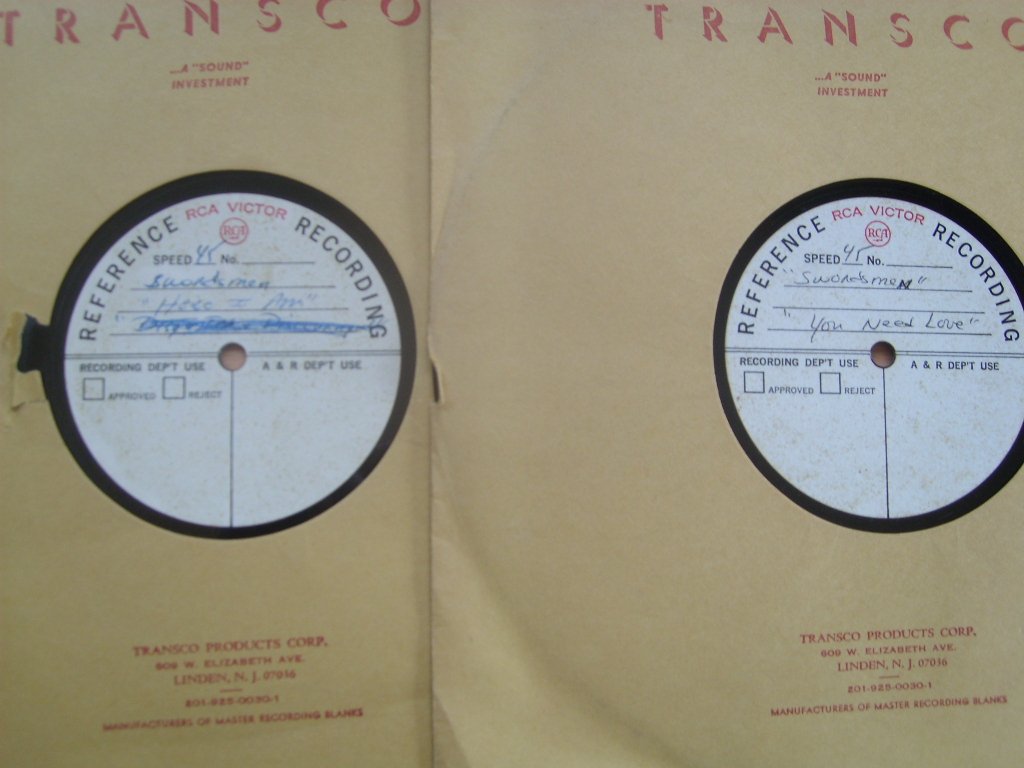 TRANSCO
...A "SOUND"
INVESTMENT
REFERENCE RECORDING
RCA VICTOR
RCA
SPEED 45 No.
Swordsmen
"Here I Am"
RECORDING DEP'T USE
A & R DEP'T USE
APPROVED
REJECT
TRANSCO PRODUCTS CORP.
609 W. ELIZABETH AVE.
LINDEN, N. J. 07036
201-925-0030-1
MANUFACTURERS OF MASTER RECORDING BLANKS
TRANSCO
...A "SOUND"
INVESTMENT
REFERENCE RECORDING
RCA VICTOR
RCA
SPEED 45 No.
"Swordsmen"
"You Need Love"
RECORDING DEP'T USE
A & R DEP'T USE
APPROVED
REJECT
TRANSCO PRODUCTS CORP.
609 W. ELIZABETH AVE.
LINDEN, N. J. 07036
201-925-0030-1
MANUFACTURERS OF MASTER RECORDING BLANKS